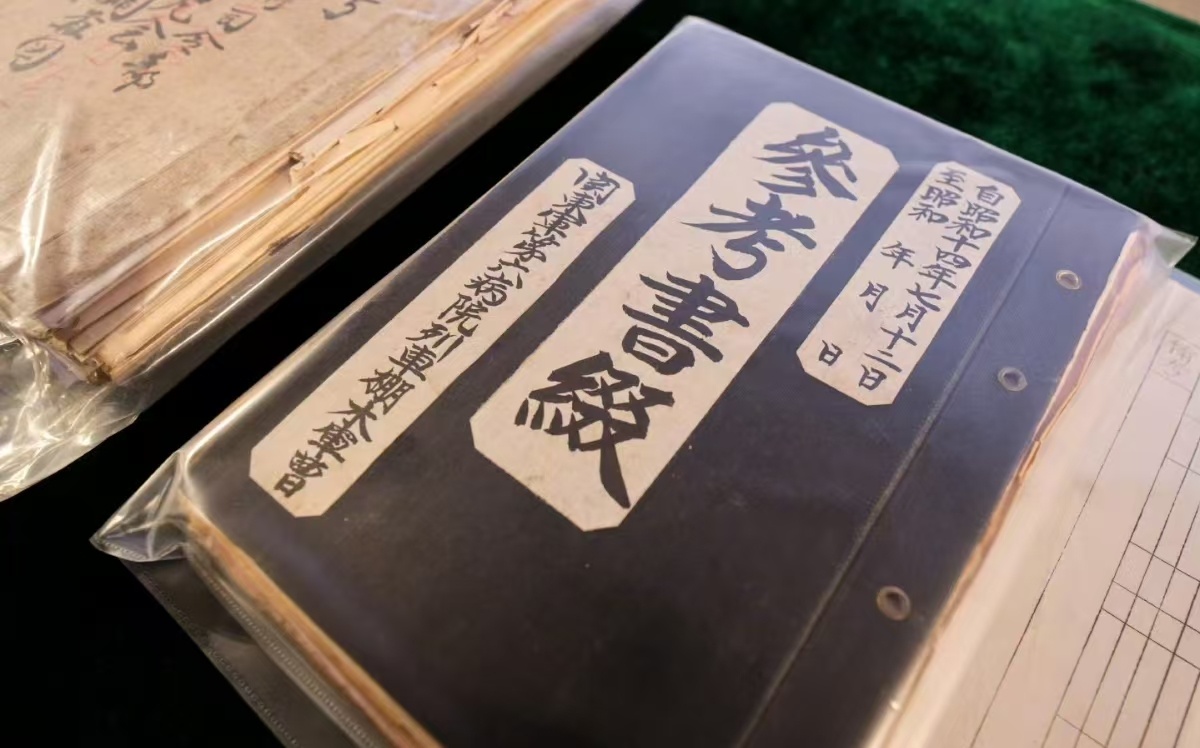 自昭和十四年七月十二日
至昭和 年 月 日
參考書綴
関東軍第六病院列車棚木軍曹